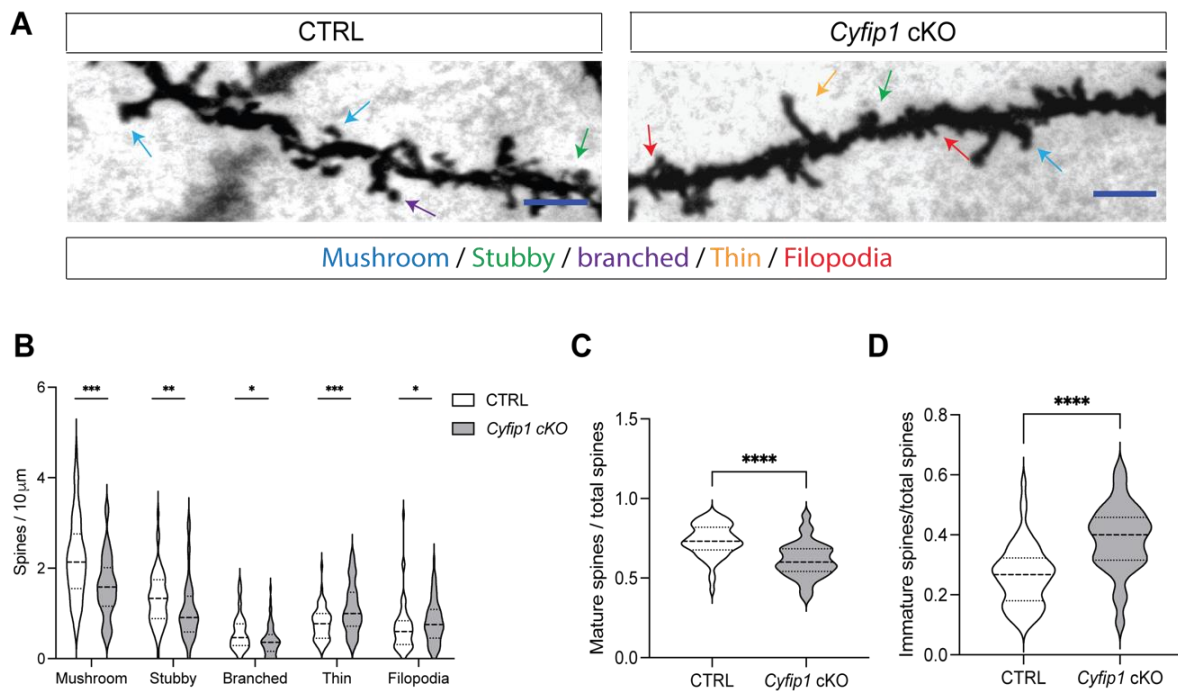 A
CTRL
Cyfip1 cKO
Mushroom / Stubby / branched / Thin / Filopodia
B
Spines / 10 μm
6
4
2
0
***
**
*
***
*
CTRL
Cyfip1 cKO
Mushroom
Stubby
Branched
Thin
Filopodia
C
Mature spines / total spines
1.5
1.0
0.5
0.0
****
CTRL
Cyfip1 cKO
D
Immature spines/total spines
0.8
0.6
0.4
0.2
0.0
****
CTRL
Cyfip1 cKO